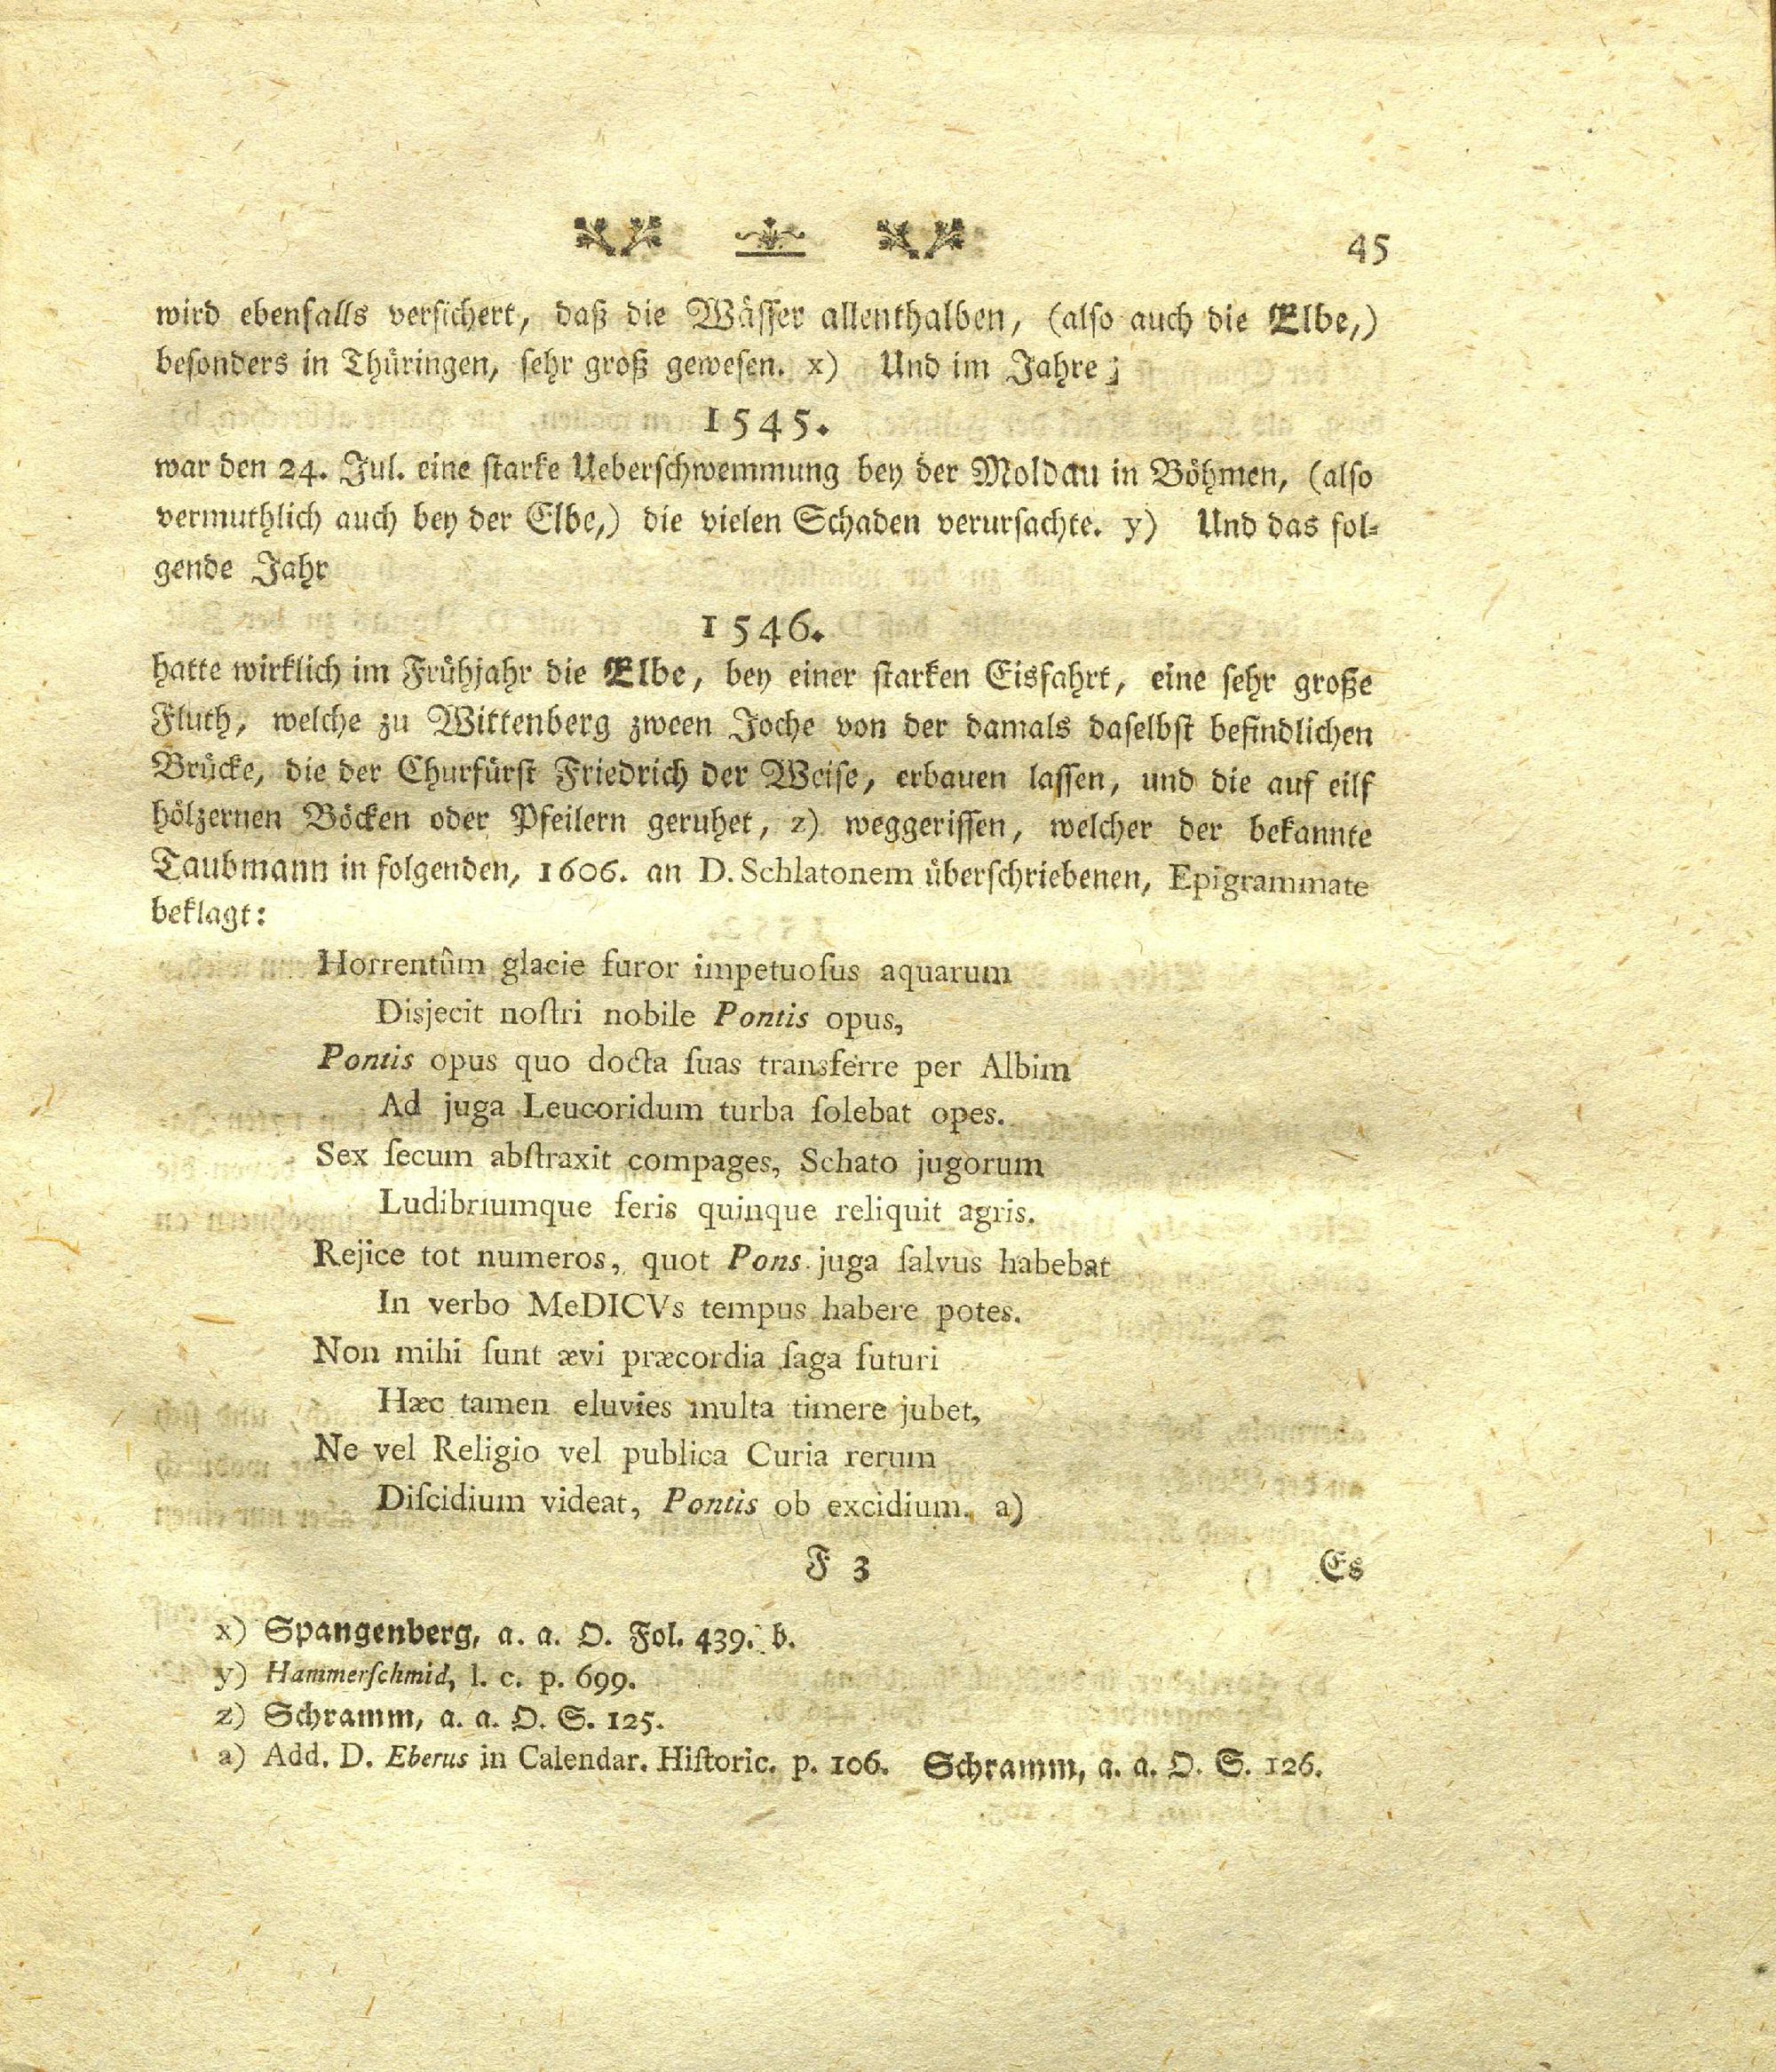 45
wird ebenfalls versichert, daß die Wässer allenthalben, (also auch die Elbe,)
besonders in Thüringen, sehr groß gewesen. x) Und im Jahre;
1545.
war den 24. Jul. eine starke Ueberschwemmung bey der Moldau in Böhmen, (also
vermuthlich auch bey der Elbe,) die vielen Schaden verursachte. y) Und das fol-
gende Jahr
1546.
hatte wirklich im Frühjahr die Elbe, bey einer starken Eisfahrt, eine sehr große
Fluth, welche zu Wittenberg zween Joche von der damals daselbst befindlichen
Brücke, die der Churfürst Friedrich der Weise, erbauen lassen, und die auf eilf
hölzernen Böcken oder Pfeilern geruhet, z) weggerissen, welcher der bekannte
Taubmann in folgenden, 1606. an D. Schlatonem überschriebenen, Epigrammate
beklagt:
Horrentûm glacie furor impetuoſus aquarum
Disjecit noſtri nobile Pontis opus,
Pontis opus quo docta ſuas transferre per Albim
Ad juga Leucoridum turba ſolebat opes.
Sex ſecum abſtraxit compages, Schato jugorum
Ludibriumque feris quinque reliquit agris.
Rejice tot numeros, quot Pons juga ſalvus habebat
In verbo MeDICVs tempus habere potes.
Non mihi ſunt ævi præcordia ſaga futuri
Hæc tamen eluvies multa timere jubet,
Ne vel Religio vel publica Curia rerum
Diſcidium videat, Pontis ob excidium. a)
F 3 Es
x) Spangenberg, a. a. O. Fol. 439. b.
y) Hammerſchmid, l. c. p. 699.
z) Schramm, a. a. O. S. 125.
a) Add. D. Eberus in Calendar. Hiſtoric. p. 106. Schramm, a. a. O. S. 126.